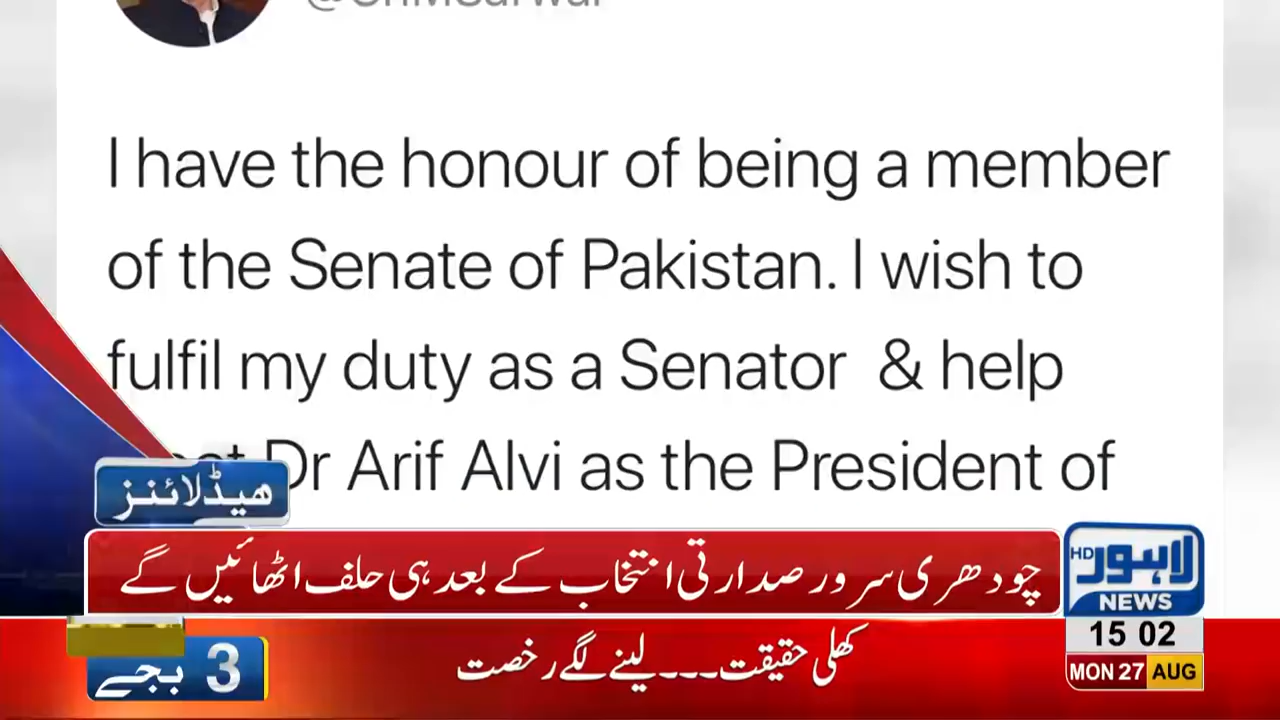 I have the honour of being a member
of the Senate of Pakistan. I wish to
fulfil my duty as a Senator & help
Dr Arif Alvi as the President of
ھیڈلائنز
چودھری سرور صدارتی انتخاب کے بعد ہی حلف اٹھائیں گے
HD لاہور
NEWS
15 02
MON 27 AUG
3 بجے
کھلی حقیقت۔۔۔لینے لگے رخصت